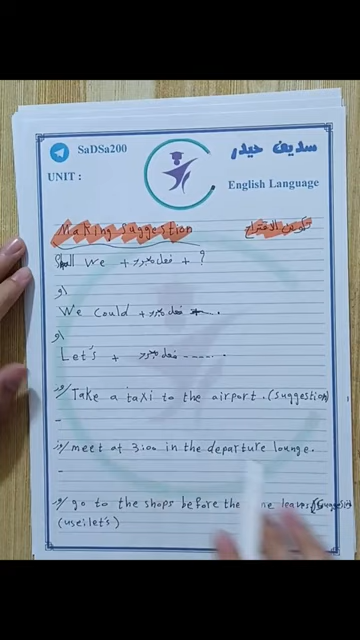 SaDSa200
سديف حيدر
UNIT :
English Language
Making suggestion
تكوين الاقتراح
Shall we + فعل مجرد + ?
او
We Could + فعل مجرد .
او
Let's + فعل مجرد ----- .
Take a taxi to the airport. (suggestion)
-
meet at 3:00 in the departure lounge.
-
go to the shops before the leaves (suggestion
(use: let's)